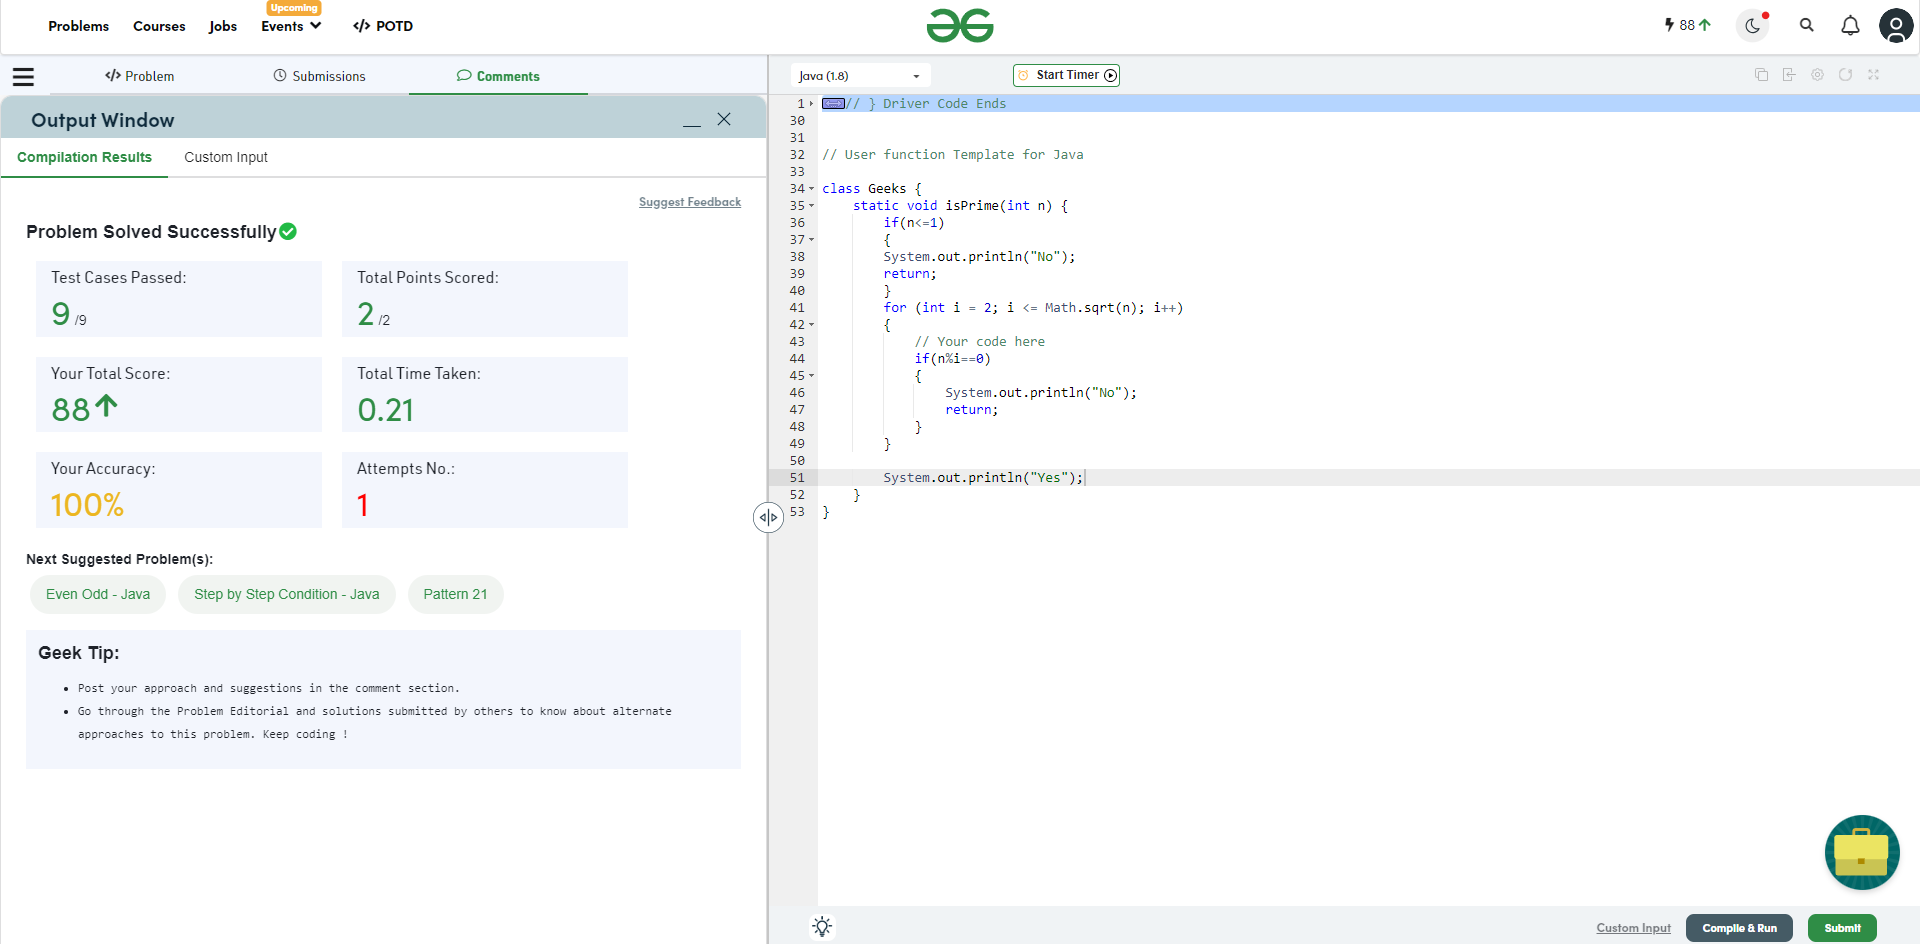 Problems
Courses
Jobs
Upcoming
Events
</> POTD
88
</> Problem
Submissions
Comments
Java (1.8)
Start Timer
Output Window
Compilation Results
Custom Input
Suggest Feedback
Problem Solved Successfully
Test Cases Passed:
9 /9
Total Points Scored:
2 /2
Your Total Score:
88
Total Time Taken:
0.21
Your Accuracy:
100%
Attempts No.:
1
Next Suggested Problem(s):
Even Odd - Java
Step by Step Condition - Java
Pattern 21
Geek Tip:
Post your approach and suggestions in the comment section.
Go through the Problem Editorial and solutions submitted by others to know about alternate
approaches to this problem. Keep coding !
1 // } Driver Code Ends
30
31
32 // User function Template for Java
33
34 class Geeks {
35 static void isPrime(int n) {
36 if(n<=1)
37 {
38 System.out.println("No");
39 return;
40 }
41 for (int i = 2; i <= Math.sqrt(n); i++)
42 {
43 // Your code here
44 if(n%i==0)
45 {
46 System.out.println("No");
47 return;
48 }
49 }
50
51 System.out.println("Yes");
52 }
53 }
Custom Input
Compile & Run
Submit